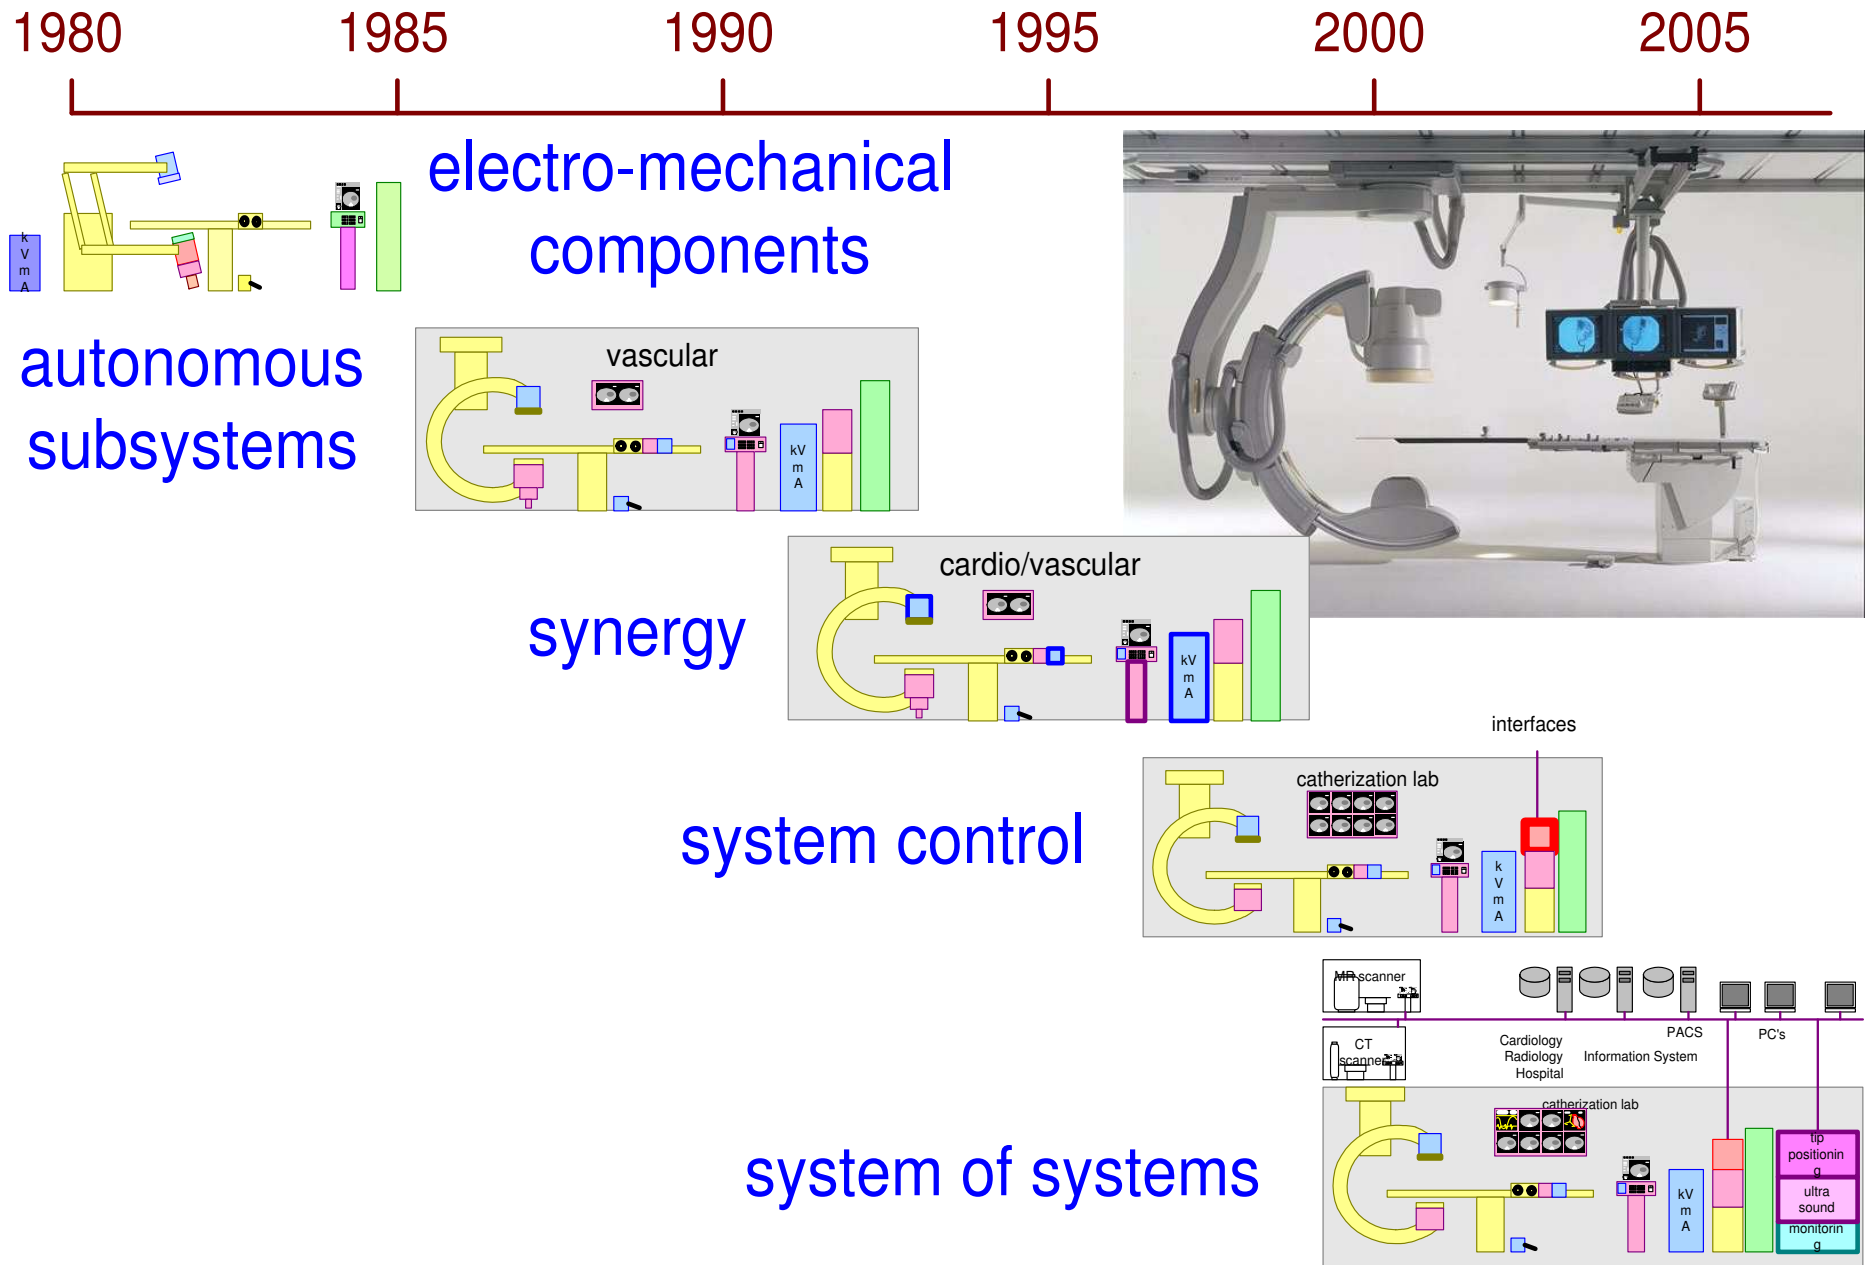 1980 1985 1990 1995 2000 2005
electro-mechanical
components
k
V
m
A
autonomous
subsystems
vascular
kV
m
A
cardio/vascular
synergy
kV
m
A
interfaces
catherization lab
system control
k
V
m
A
MR scanner
PACS
PC's
CT
scanner
Cardiology
Radiology
Hospital
Information System
catherization lab
system of systems
kV
m
A
tip
positionin
g
ultra
sound
monitorin
g